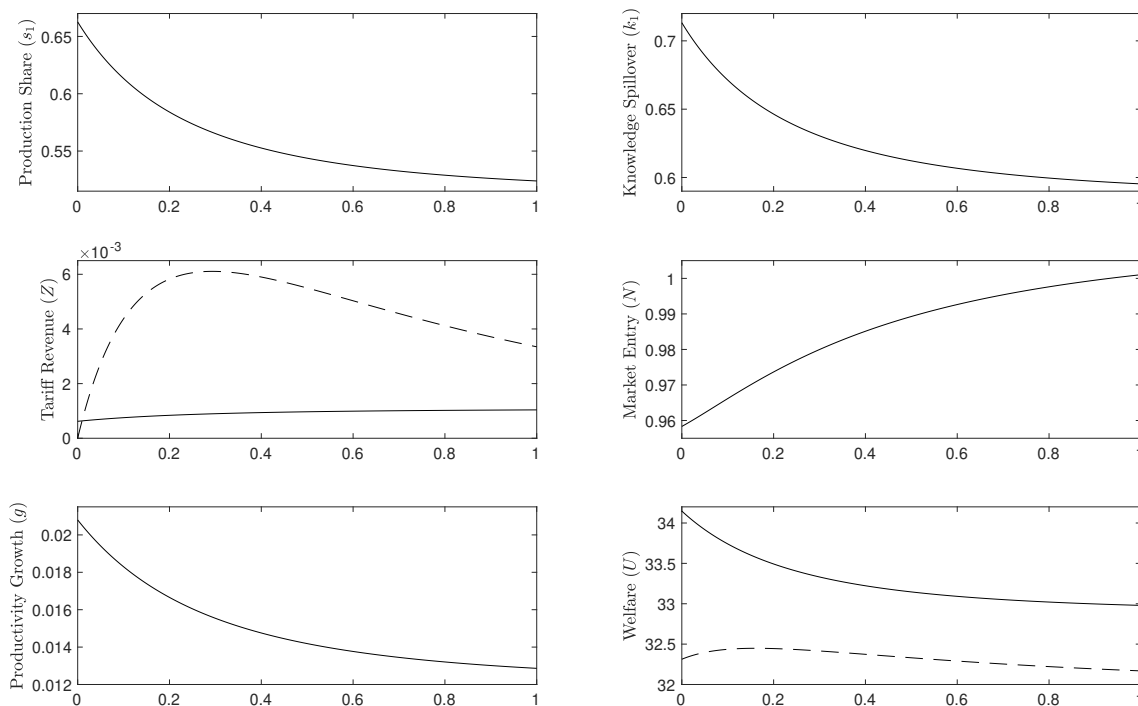 Production Share (s₁)
0.65
0.6
0.55
0 0.2 0.4 0.6 0.8 1
Knowledge Spillover (k₁)
0.7
0.65
0.6
0 0.2 0.4 0.6 0.8 1
Tariff Revenue (Z)
×10⁻³
6
4
2
0
0 0.2 0.4 0.6 0.8 1
Market Entry (N)
1
0.99
0.98
0.97
0.96
0 0.2 0.4 0.6 0.8 1
Productivity Growth (g)
0.02
0.018
0.016
0.014
0.012
0 0.2 0.4 0.6 0.8 1
Welfare (U)
34
33.5
33
32.5
32
0 0.2 0.4 0.6 0.8 1